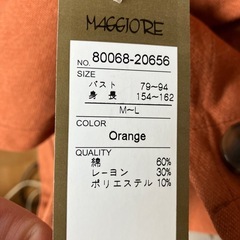 MAGGIORE
NO. 80068-20656
SIZE
バスト 79~94
身長 154~162
M~L
COLOR
Orange
QUALITY
綿 60%
レーヨン 30%
ポリエステル 10%